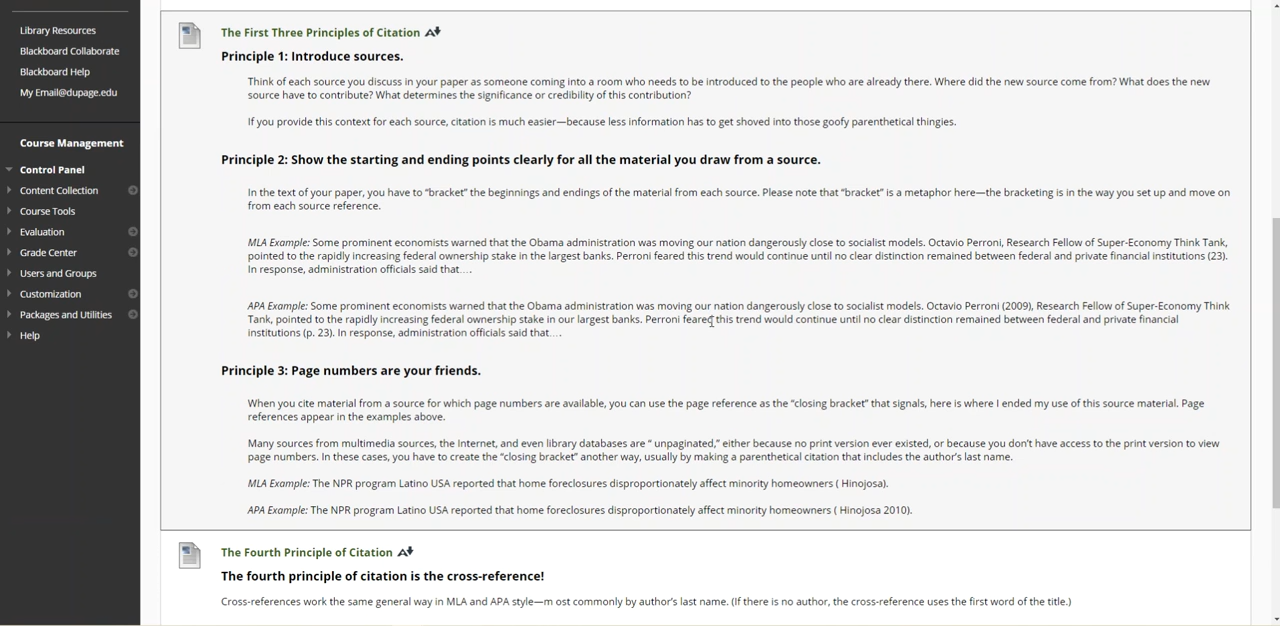 Library Resources
Blackboard Collaborate
Blackboard Help
My Email@dupage.edu
Course Management
Control Panel
Content Collection
Course Tools
Evaluation
Grade Center
Users and Groups
Customization
Packages and Utilities
Help
The First Three Principles of Citation
Principle 1: Introduce sources.
Think of each source you discuss in your paper as someone coming into a room who needs to be introduced to the people who are already there. Where did the new source come from? What does the new
source have to contribute? What determines the significance or credibility of this contribution?
If you provide this context for each source, citation is much easier—because less information has to get shoved into those goofy parenthetical thingies.
Principle 2: Show the starting and ending points clearly for all the material you draw from a source.
In the text of your paper, you have to “bracket” the beginnings and endings of the material from each source. Please note that “bracket” is a metaphor here—the bracketing is in the way you set up and move on
from each source reference.
MLA Example: Some prominent economists warned that the Obama administration was moving our nation dangerously close to socialist models. Octavio Perroni, Research Fellow of Super-Economy Think Tank,
pointed to the rapidly increasing federal ownership stake in the largest banks. Perroni feared this trend would continue until no clear distinction remained between federal and private financial institutions (23).
In response, administration officials said that….
APA Example: Some prominent economists warned that the Obama administration was moving our nation dangerously close to socialist models. Octavio Perroni (2009), Research Fellow of Super-Economy Think
Tank, pointed to the rapidly increasing federal ownership stake in our largest banks. Perroni feared this trend would continue until no clear distinction remained between federal and private financial
institutions (p. 23). In response, administration officials said that….
Principle 3: Page numbers are your friends.
When you cite material from a source for which page numbers are available, you can use the page reference as the “closing bracket” that signals, here is where I ended my use of this source material. Page
references appear in the examples above.
Many sources from multimedia sources, the Internet, and even library databases are “ unpaginated,” either because no print version ever existed, or because you don’t have access to the print version to view
page numbers. In these cases, you have to create the “closing bracket” another way, usually by making a parenthetical citation that includes the author’s last name.
MLA Example: The NPR program Latino USA reported that home foreclosures disproportionately affect minority homeowners ( Hinojosa).
APA Example: The NPR program Latino USA reported that home foreclosures disproportionately affect minority homeowners ( Hinojosa 2010).
The Fourth Principle of Citation
The fourth principle of citation is the cross-reference!
Cross-references work the same general way in MLA and APA style—m ost commonly by author’s last name. (If there is no author, the cross-reference uses the first word of the title.)